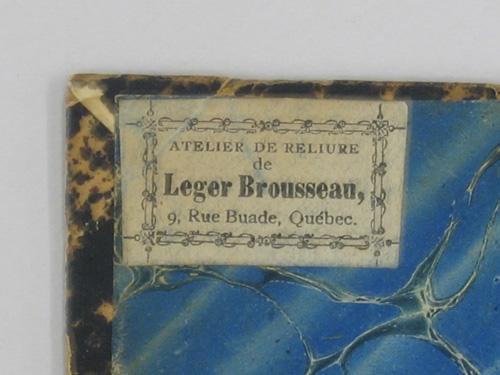 ATELIER DE RELIURE
de
Leger Brousseau,
9, Rue Buade, Québec.